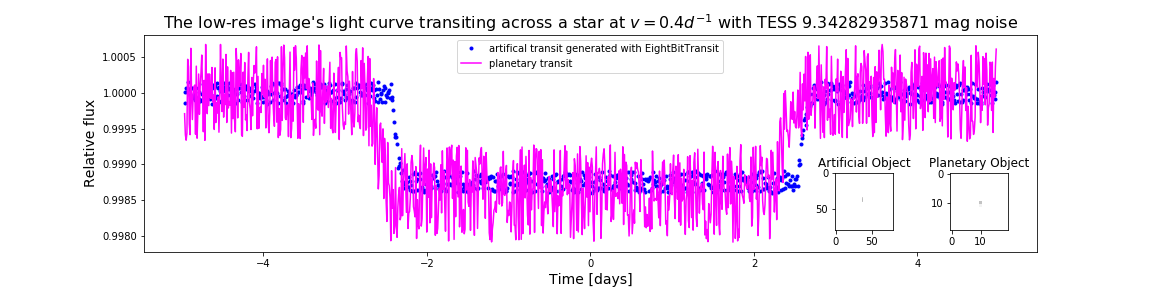 The low-res image's light curve transiting across a star at v = 0.4d⁻¹ with TESS 9.34282935871 mag noise
artifical transit generated with EightBitTransit
planetary transit
Relative flux
1.0005
1.0000
0.9995
0.9990
0.9985
0.9980
Artificial Object
Planetary Object
0
50
0
50
0
10
0
10
−4
−2
0
2
4
Time [days]